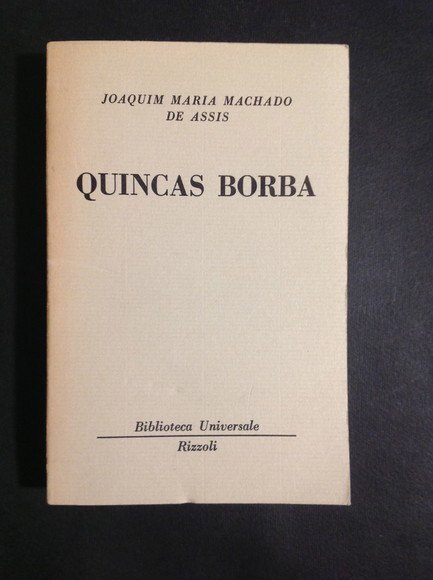 JOAQUIM MARIA MACHADO
DE ASSIS
QUINCAS BORBA
Biblioteca Universale
Rizzoli